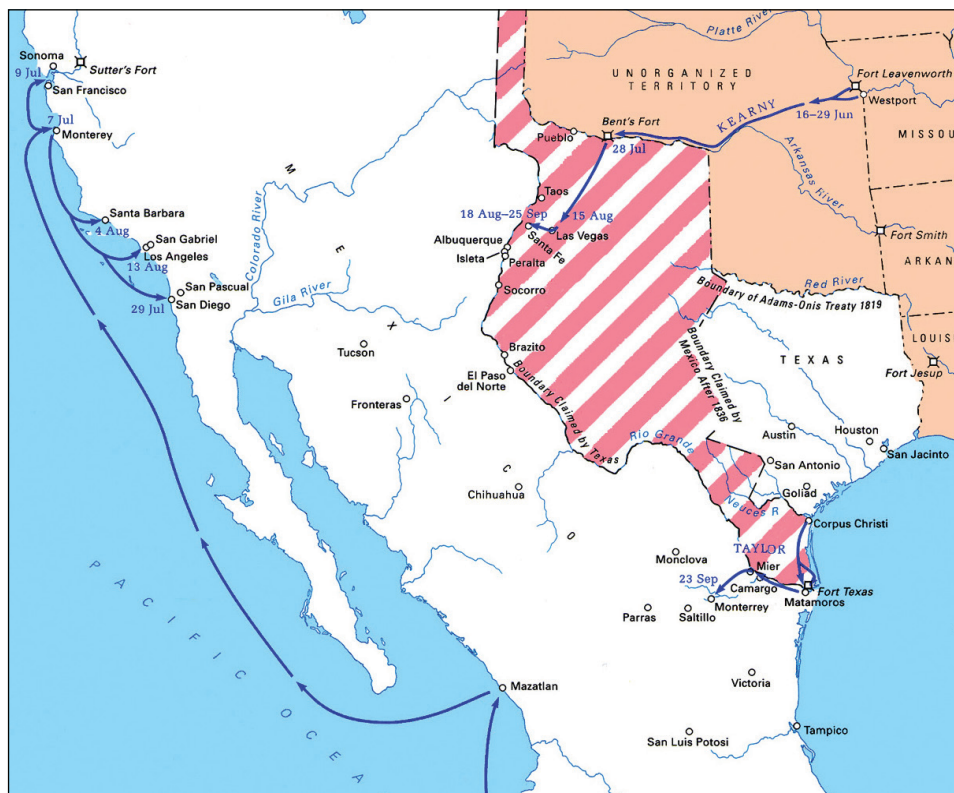 Platte River
Sonoma
Sutter's Fort
9 Jul
San Francisco
7 Jul
Monterey
UNORGANIZED
TERRITORY
Fort Leavenworth
Westport
KEARNY
16–29 Jun
MISSOU
Pueblo
Bent's Fort
28 Jul
Arkansas
River
Taos
Santa Barbara
4 Aug
Colorado River
M
E
X
I
C
O
18 Aug–25 Sep
15 Aug
Las Vegas
Santa Fe
Fort Smith
San Gabriel
Los Angeles
13 Aug
Albuquerque
Isleta
Peralta
ARKAN
San Pascual
San Diego
29 Jul
Gila River
Socorro
Red River
Boundary of Adams-Onis Treaty 1819
Tucson
Brazito
El Paso
del Norte
Boundary Claimed by Texas
Boundary Claimed by
Mexico After 1836
TEXAS
LOUIS
Fort Jesup
Fronteras
Rio Grande
Austin
Houston
San Jacinto
San Antonio
Chihuahua
Goliad
Neuces R
Corpus Christi
TAYLOR
Monclova
Mier
Camargo
23 Sep
Fort Texas
Matamoros
Parras
Saltillo
Monterrey
PACIFIC OCEA
Mazatlan
Victoria
San Luis Potosi
Tampico